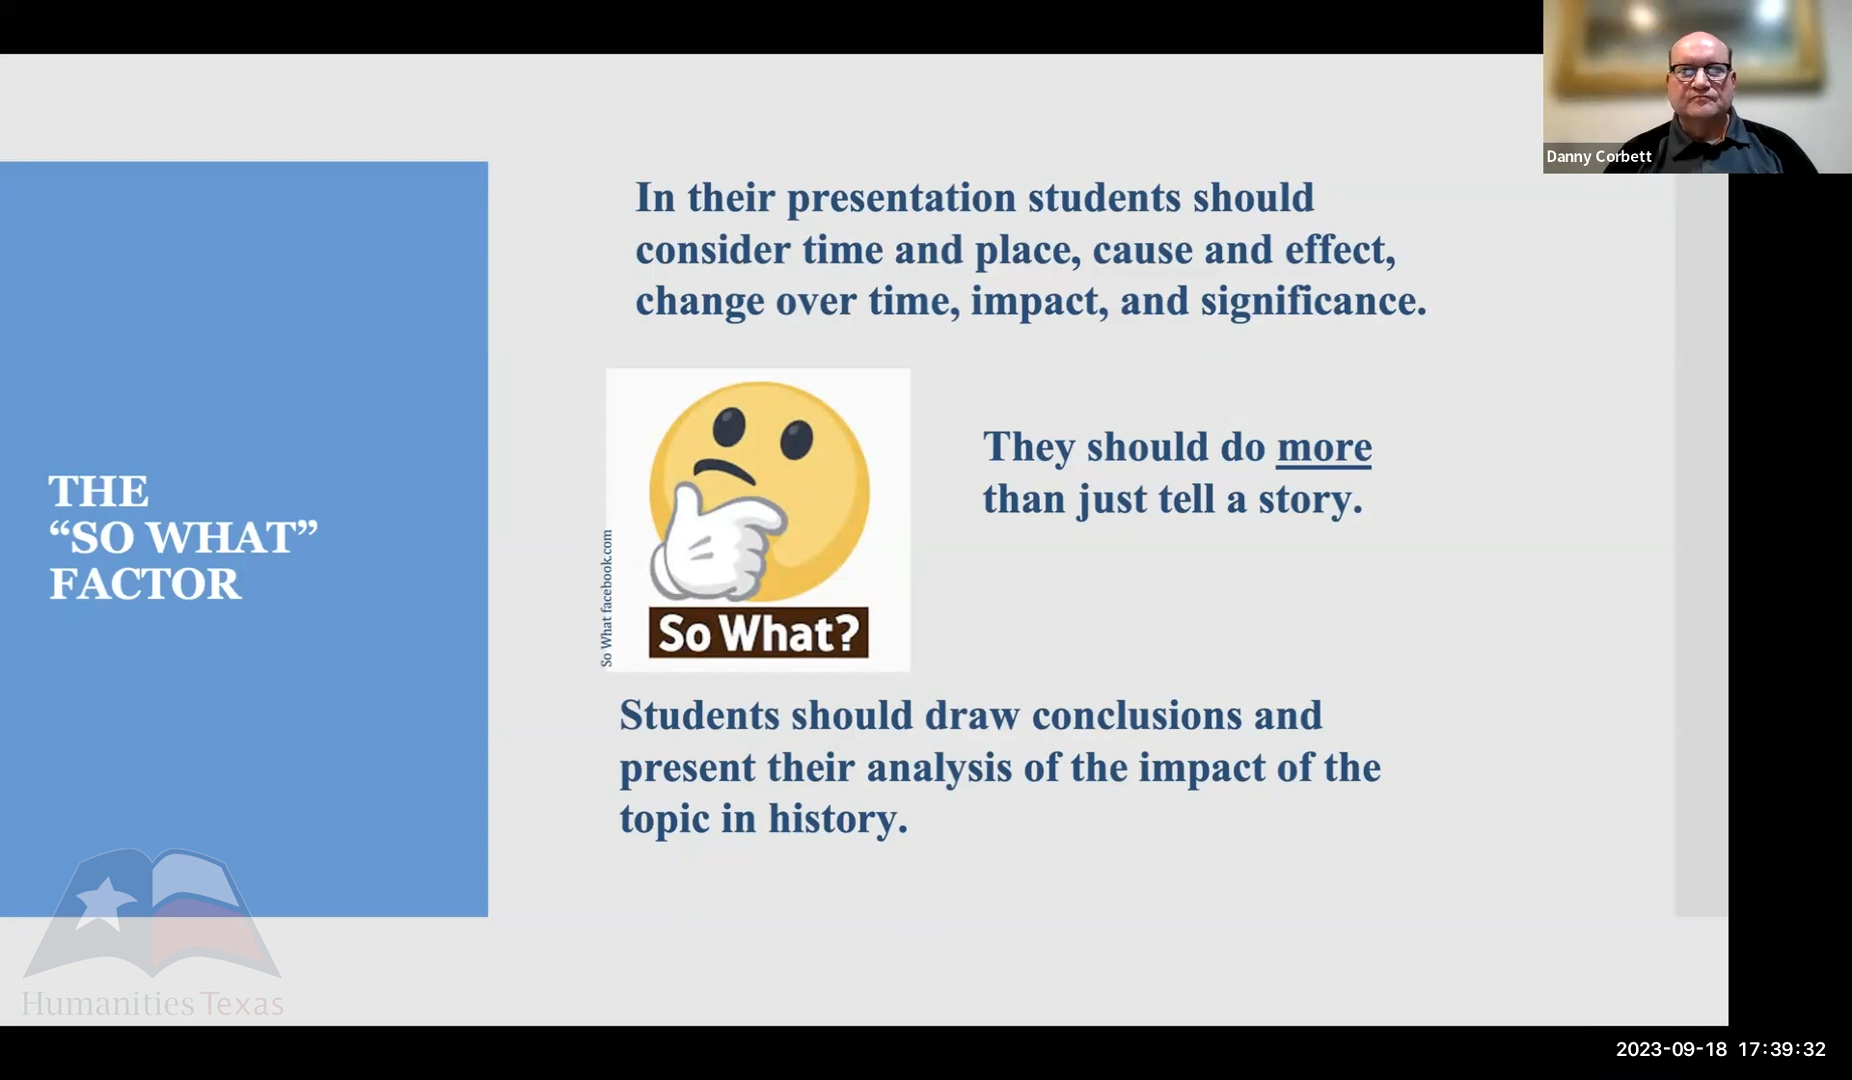 Danny Corbett
In their presentation students should
consider time and place, cause and effect,
change over time, impact, and significance.
THE
“SO WHAT”
FACTOR
They should do more
than just tell a story.
So What facebook.com
So What?
Students should draw conclusions and
present their analysis of the impact of the
topic in history.
Humanities Texas
2023-09-18 17:39:32